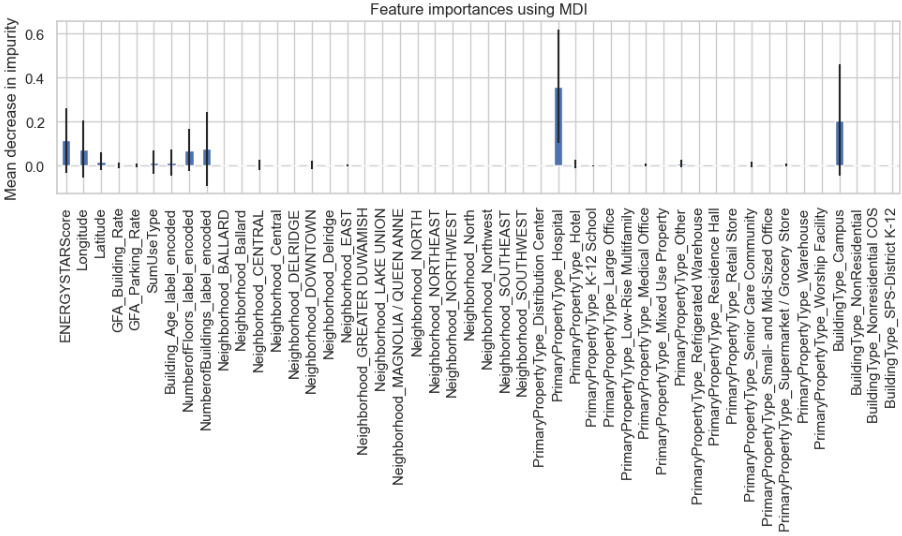 Feature importances using MDI
Mean decrease in impurity
0.6
0.4
0.2
0.0
ENERGYSTARScore
Longitude
Latitude
GFA_Building_Rate
GFA_Parking_Rate
SumUseType
Building_Age_label_encoded
NumberofFloors_label_encoded
NumberofBuildings_label_encoded
Neighborhood_BALLARD
Neighborhood_Ballard
Neighborhood_CENTRAL
Neighborhood_Central
Neighborhood_DELRIDGE
Neighborhood_DOWNTOWN
Neighborhood_Delridge
Neighborhood_EAST
Neighborhood_GREATER DUWAMISH
Neighborhood_LAKE UNION
Neighborhood_MAGNOLIA / QUEEN ANNE
Neighborhood_NORTH
Neighborhood_NORTHEAST
Neighborhood_NORTHWEST
Neighborhood_North
Neighborhood_Northwest
Neighborhood_SOUTHEAST
Neighborhood_SOUTHWEST
PrimaryPropertyType_Distribution Center
PrimaryPropertyType_Hospital
PrimaryPropertyType_Hotel
PrimaryPropertyType_K-12 School
PrimaryPropertyType_Large Office
PrimaryPropertyType_Low-Rise Multifamily
PrimaryPropertyType_Medical Office
PrimaryPropertyType_Mixed Use Property
PrimaryPropertyType_Other
PrimaryPropertyType_Refrigerated Warehouse
PrimaryPropertyType_Residence Hall
PrimaryPropertyType_Retail Store
PrimaryPropertyType_Senior Care Community
PrimaryPropertyType_Small- and Mid-Sized Office
PrimaryPropertyType_Supermarket / Grocery Store
PrimaryPropertyType_Warehouse
PrimaryPropertyType_Worship Facility
BuildingType_Campus
BuildingType_NonResidential
BuildingType_Nonresidential COS
BuildingType_SPS-District K-12